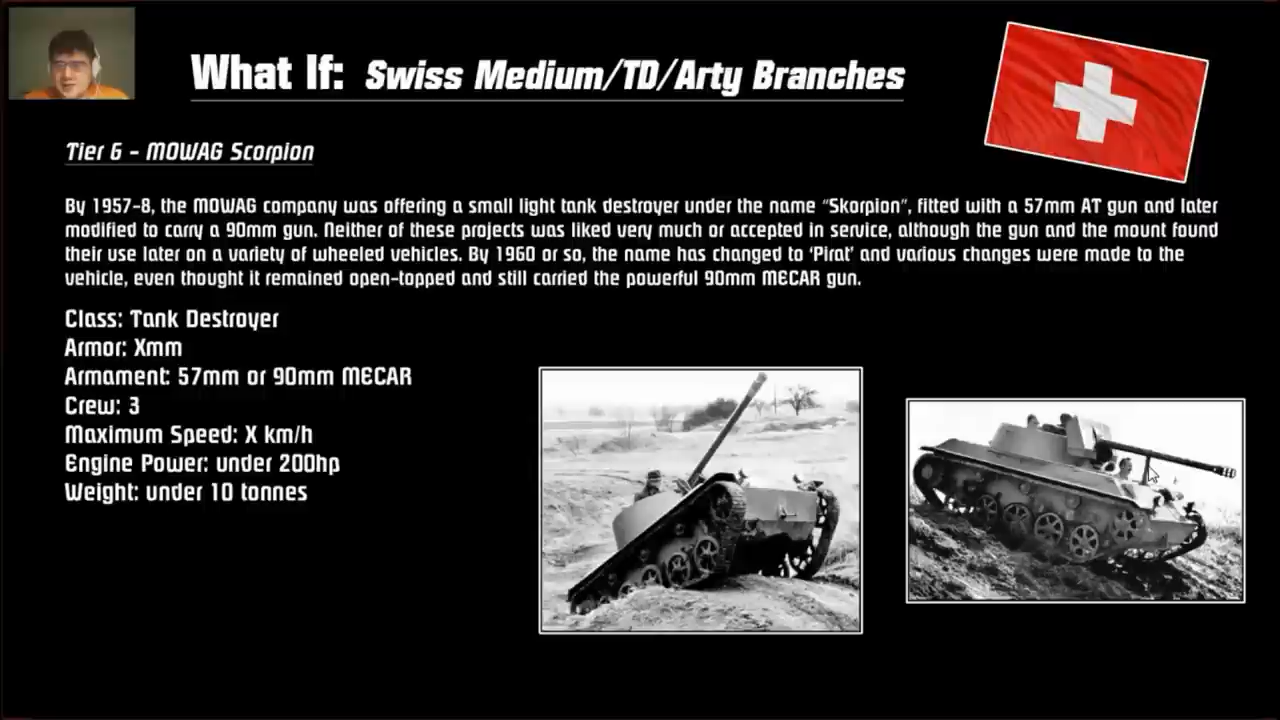 What If: Swiss Medium/TD/Arty Branches
Tier 6 - MOWAG Scorpion
By 1957-8, the MOWAG company was offering a small light tank destroyer under the name "Skorpion", fitted with a 57mm AT gun and later
modified to carry a 90mm gun. Neither of these projects was liked very much or accepted in service, although the gun and the mount found
their use later on a variety of wheeled vehicles. By 1960 or so, the name has changed to 'Pirat' and various changes were made to the
vehicle, even thought it remained open-topped and still carried the powerful 90mm MECAR gun.
Class: Tank Destroyer
Armor: Xmm
Armament: 57mm or 90mm MECAR
Crew: 3
Maximum Speed: X km/h
Engine Power: under 200hp
Weight: under 10 tonnes